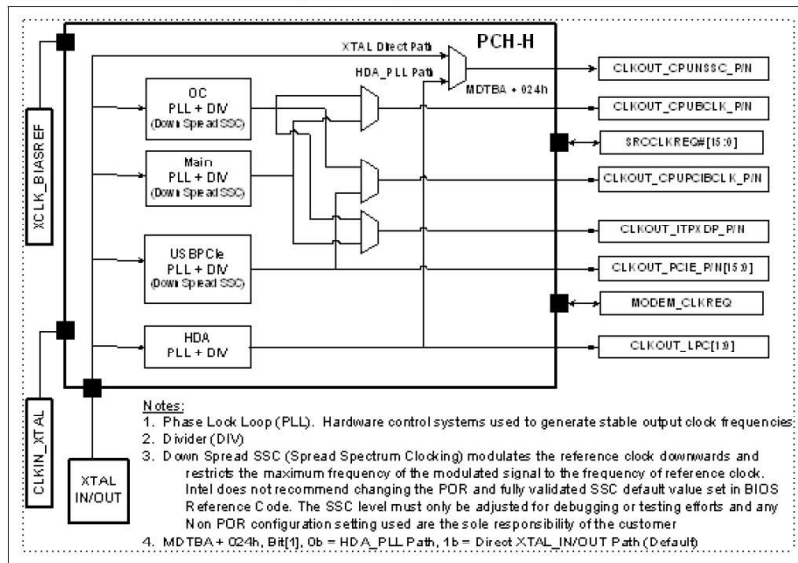 XTAL Direct Path
PCH-H
HDA_PLL Path
MDTBA + 024h
OC
PLL + DIV
(Down Spread SSC)
Main
PLL + DIV
(Down Spread SSC)
USBPCIe
PLL + DIV
(Down Spread SSC)
HDA
PLL + DIV
XCLK_BIASREF
CLKIN_XTAL
XTAL
IN/OUT
CLKOUT_CPUNSSC_P/N
CLKOUT_CPUBCLK_P/N
SRCCLKREQ#[15:0]
CLKOUT_CPUPCIBCLK_P/N
CLKOUT_ITPXDP_P/N
CLKOUT_PCIE_P/N[15:0]
MODEM_CLKREQ
CLKOUT_LPC[1:0]
Notes:
1. Phase Lock Loop (PLL). Hardware control systems used to generate stable output clock frequencies
2. Divider (DIV)
3. Down Spread SSC (Spread Spectrum Clocking) modulates the reference clock downwards and
restricts the maximum frequency of the modulated signal to the frequency of reference clock.
Intel does not recommend changing the POR and fully validated SSC default value set in BIOS
Reference Code. The SSC level must only be adjusted for debugging or testing efforts and any
Non POR configuration setting used are the sole responsibility of the customer
4. MDTBA + 024h, Bit[1], 0b = HDA_PLL Path, 1b = Direct XTAL_IN/OUT Path (Default)